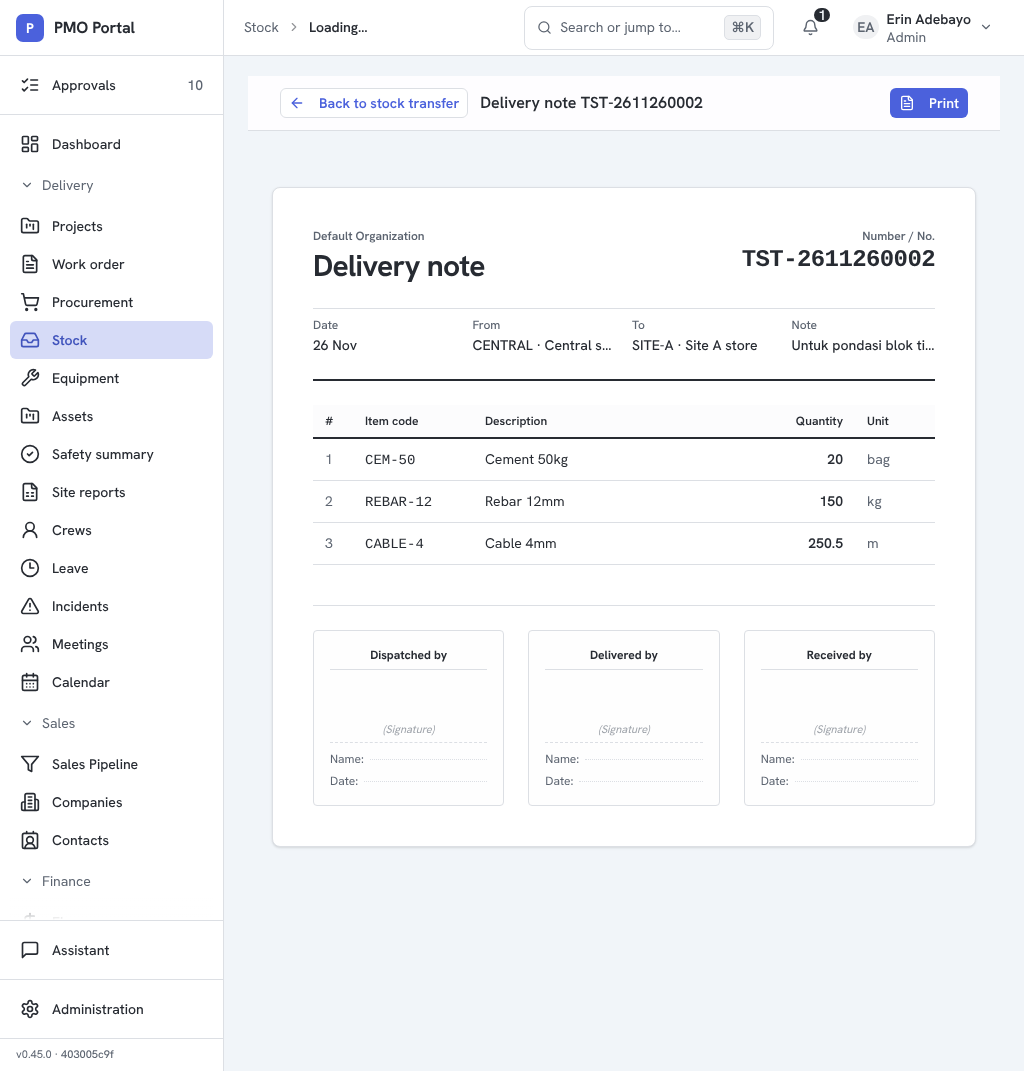 P PMO Portal
Stock > Loading...
Search or jump to... ⌘K
1
EA Erin Adebayo
Admin
Approvals 10
Dashboard
Delivery
Projects
Work order
Procurement
Stock
Equipment
Assets
Safety summary
Site reports
Crews
Leave
Incidents
Meetings
Calendar
Sales
Sales Pipeline
Companies
Contacts
Finance
Assistant
Administration
v0.45.0 · 403005c9f
Back to stock transfer Delivery note TST-2611260002 Print
Default Organization Number / No.
Delivery note TST-2611260002
Date From To Note
26 Nov CENTRAL · Central s... SITE-A · Site A store Untuk pondasi blok ti...
# Item code Description Quantity Unit
1 CEM-50 Cement 50kg 20 bag
2 REBAR-12 Rebar 12mm 150 kg
3 CABLE-4 Cable 4mm 250.5 m
Dispatched by Delivered by Received by
(Signature) (Signature) (Signature)
Name: Name: Name:
Date: Date: Date: